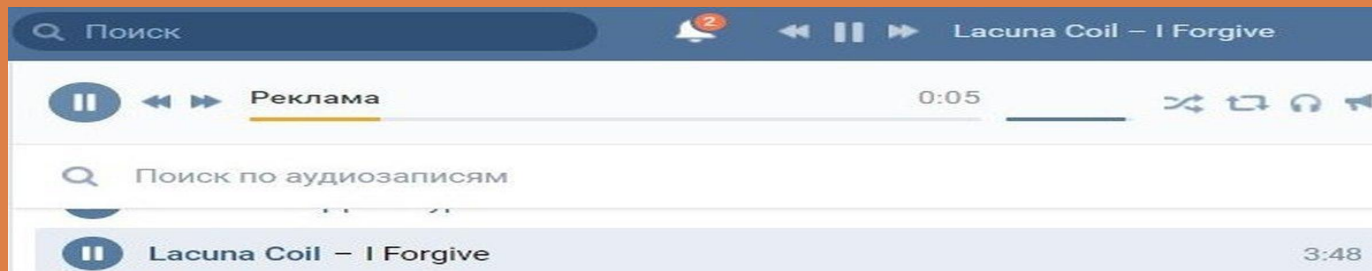 Поиск
2
Lacuna Coil – I Forgive
Реклама
0:05
Поиск по аудиозаписям
Lacuna Coil – I Forgive
3:48